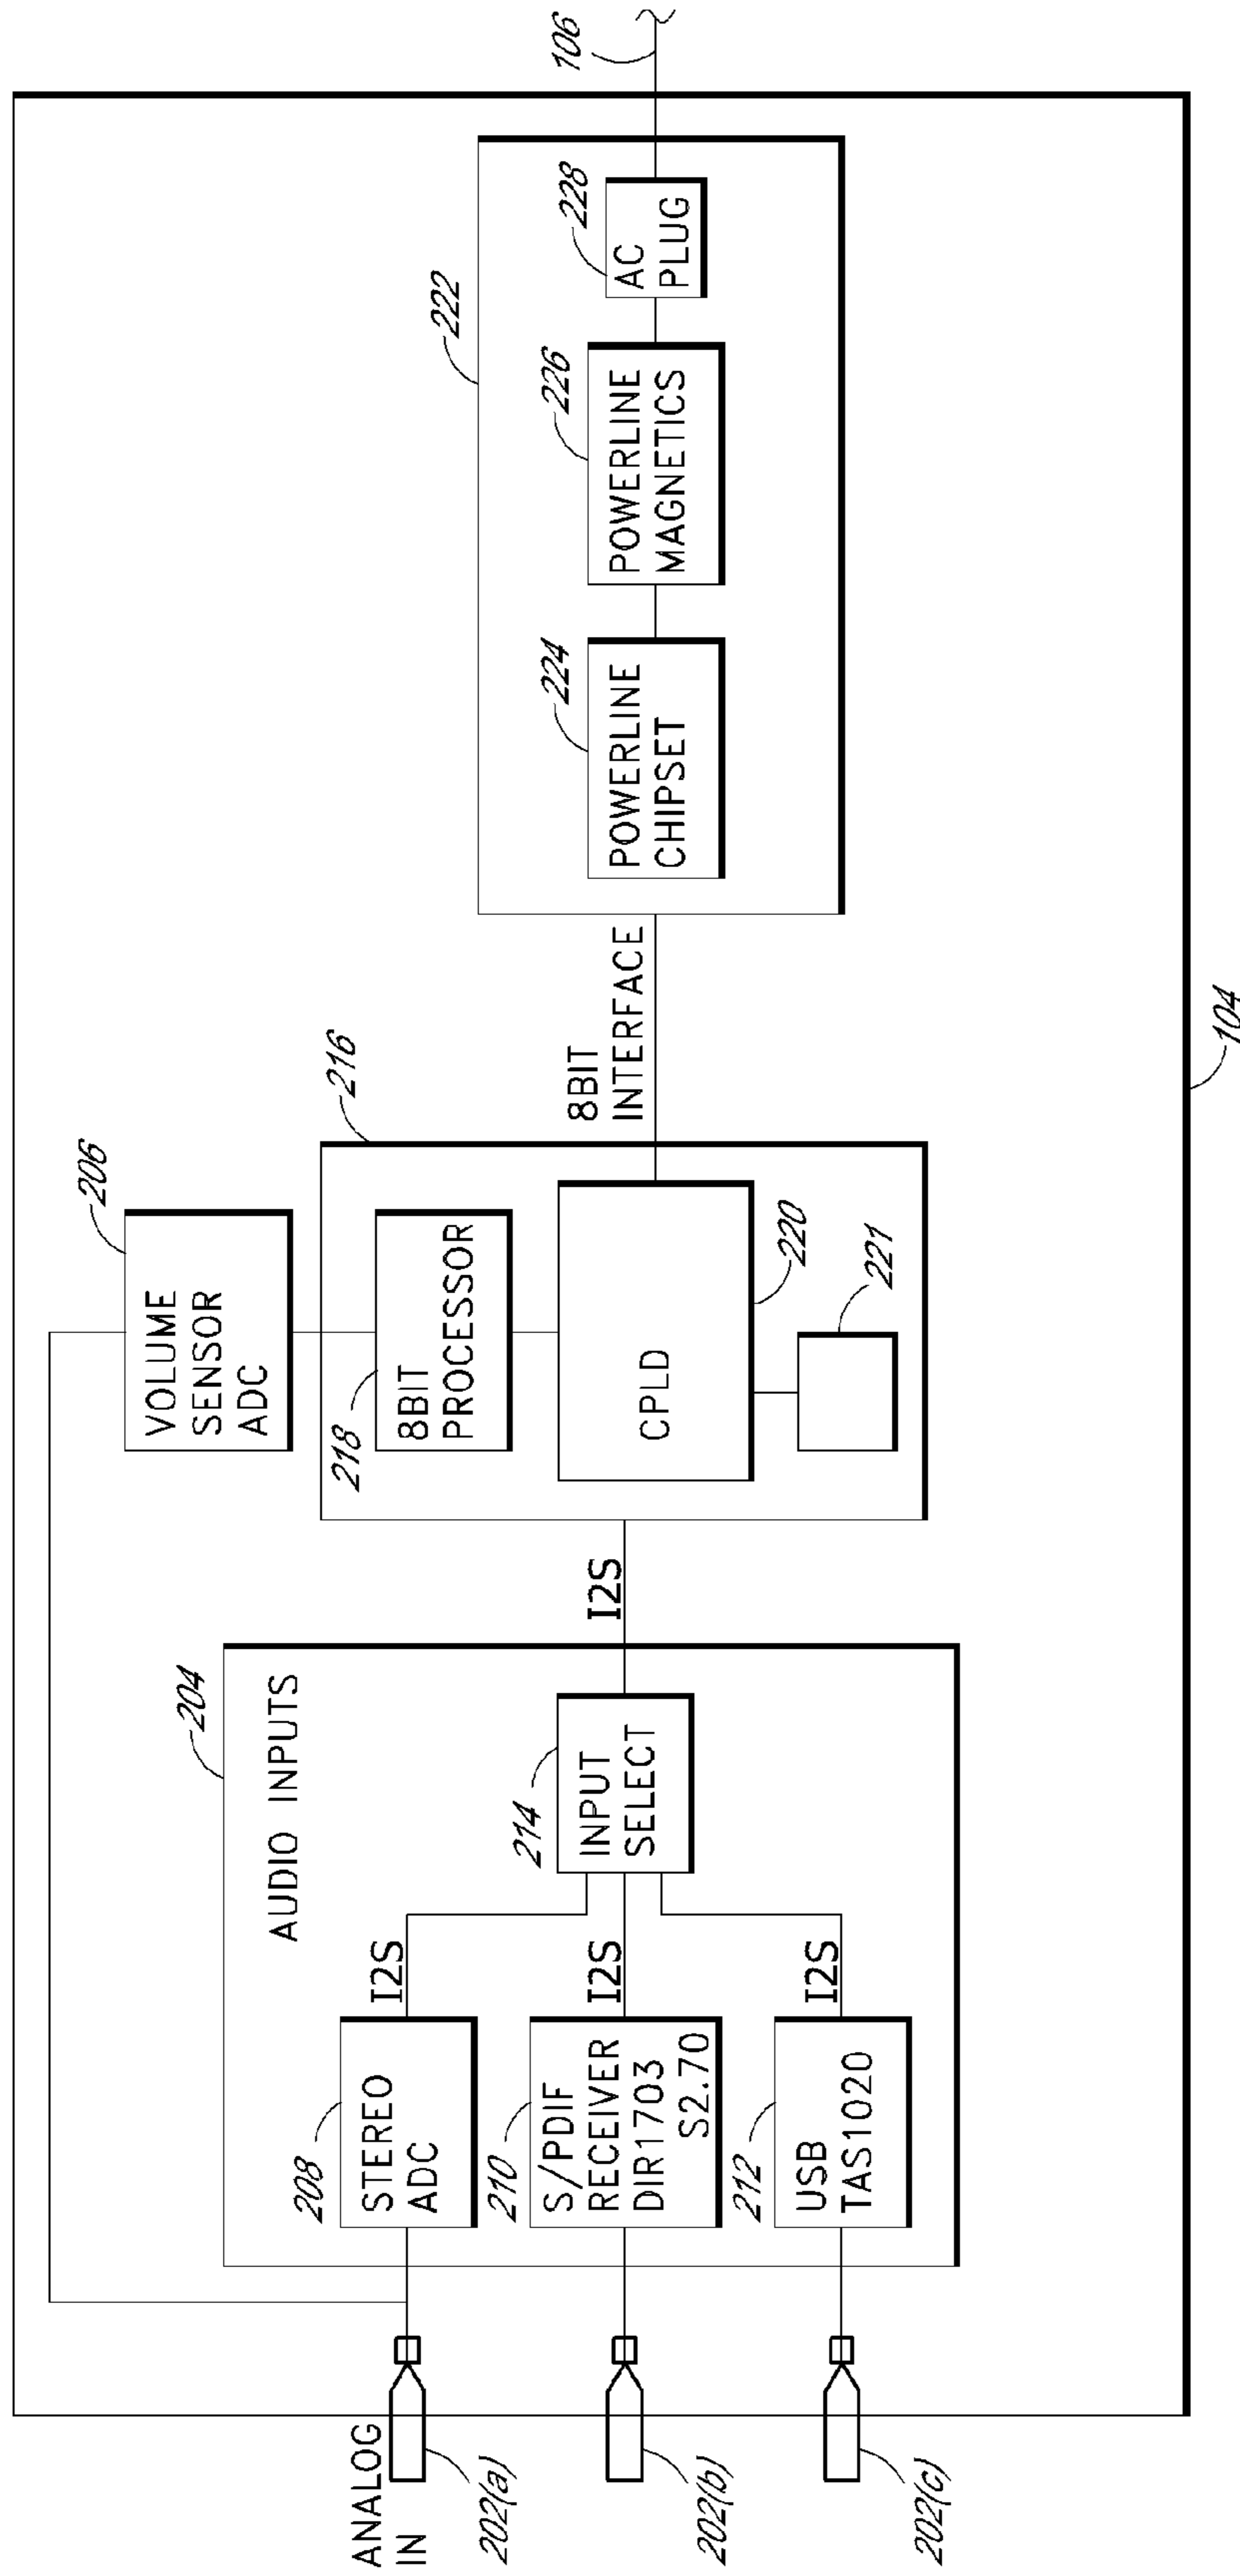 106
104
ANALOG
IN
202(a)
202(b)
202(c)
204
AUDIO INPUTS
208
STEREO
ADC
I2S
210
S/PDIF
RECEIVER
DIR1703
S2.70
I2S
212
USB
TAS1020
I2S
214
INPUT
SELECT
I2S
206
VOLUME
SENSOR
ADC
216
218
8BIT
PROCESSOR
CPLD
220
221
8BIT
INTERFACE
222
224
POWERLINE
CHIPSET
226
POWERLINE
MAGNETICS
228
AC
PLUG